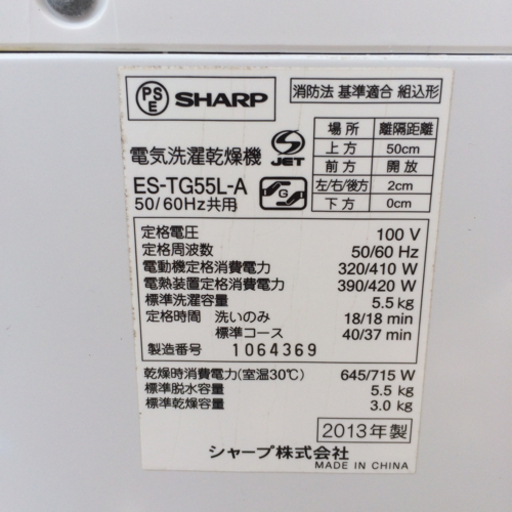 PSE SHARP
消防法 基準適合 組込形
電気洗濯乾燥機 S JET
ES-TG55L-A G
50/60Hz共用
場所 離隔距離
上方 50cm
前方 開放
左/右/後方 2cm
下方 0cm
定格電圧 100 V
定格周波数 50/60 Hz
電動機定格消費電力 320/410 W
電熱装置定格消費電力 390/420 W
標準洗濯容量 5.5 kg
定格時間 洗いのみ 18/18 min
標準コース 40/37 min
製造番号 1064369
乾燥時消費電力(室温30℃) 645/715 W
標準脱水容量 5.5 kg
標準乾燥容量 3.0 kg
2013年製
シャープ株式会社
MADE IN CHINA